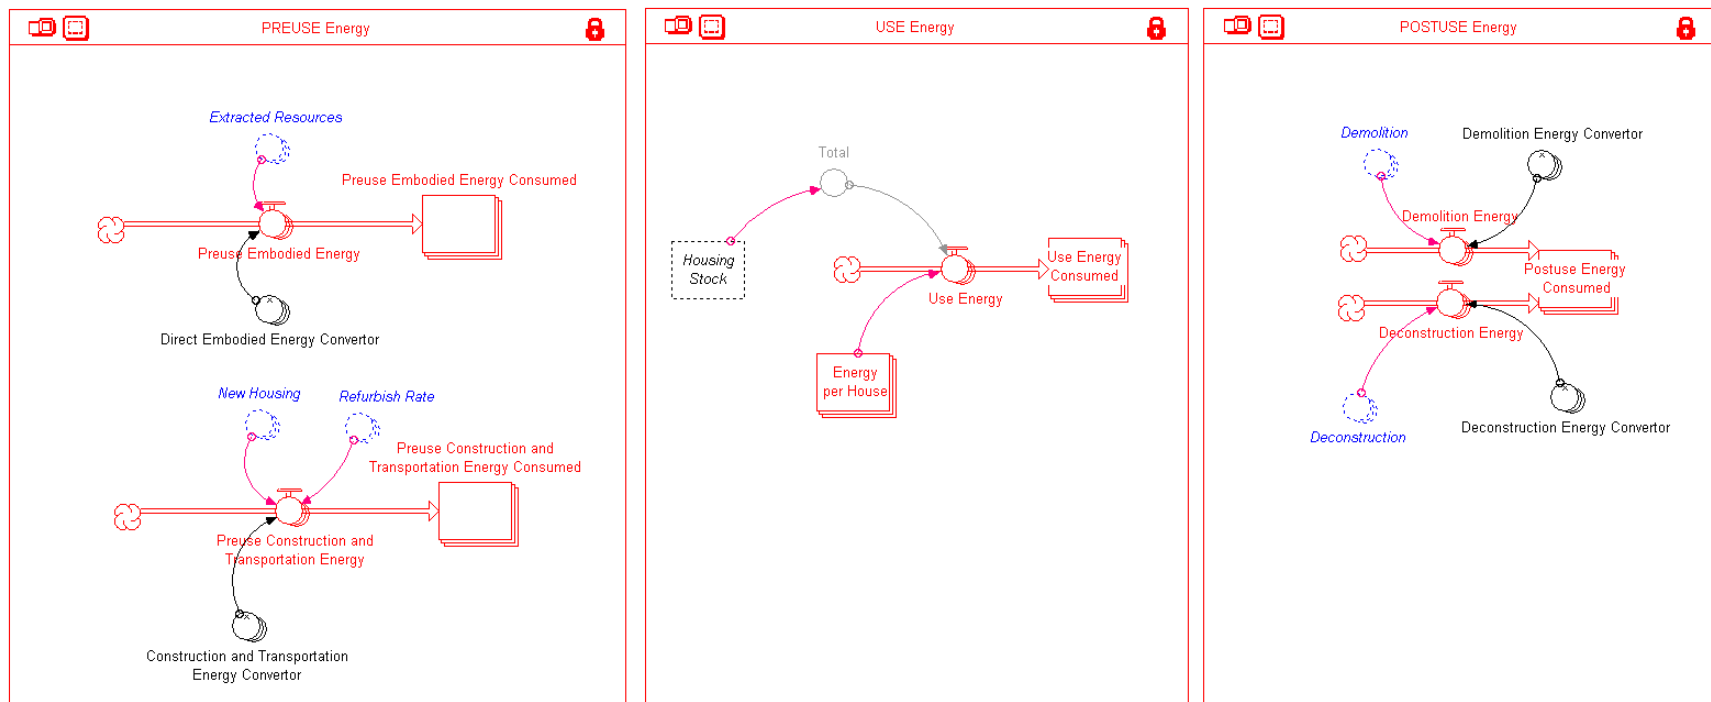 PREUSE Energy
Extracted Resources
Preuse Embodied Energy Consumed
Preuse Embodied Energy
Direct Embodied Energy Convertor
New Housing
Refurbish Rate
Preuse Construction and
Transportation Energy Consumed
Preuse Construction and
Transportation Energy
Construction and Transportation
Energy Convertor
USE Energy
Total
Housing
Stock
Use Energy
Consumed
Use Energy
Energy
per House
POSTUSE Energy
Demolition
Demolition Energy Convertor
Demolition Energy
Postuse Energy
Consumed
Deconstruction Energy
Deconstruction
Deconstruction Energy Convertor